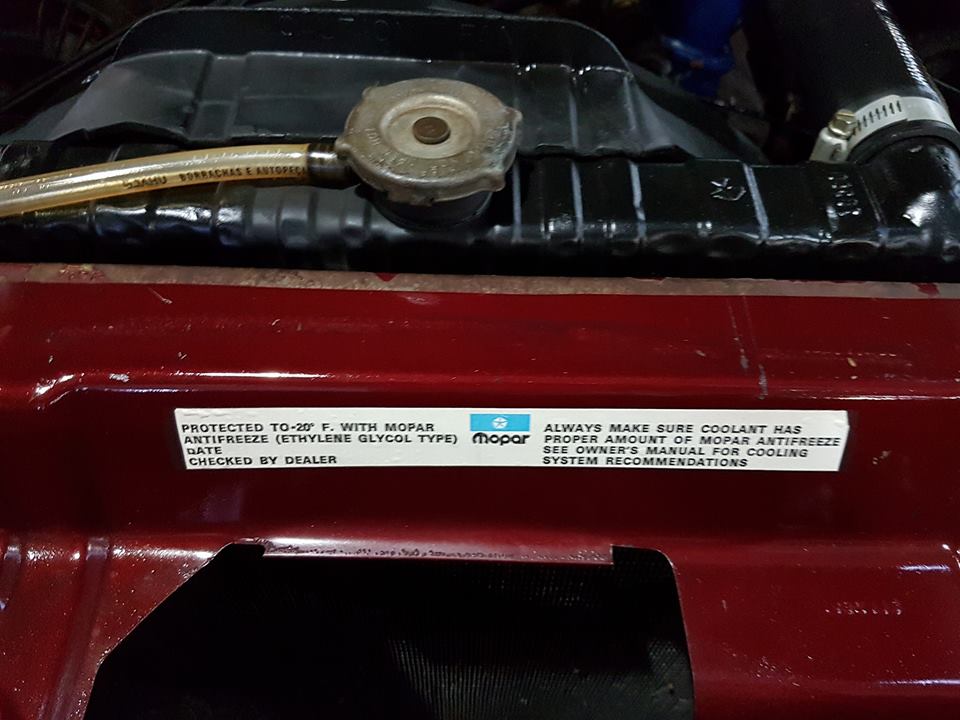 BORRACHAS E AUTOPEÇA
PROTECTED TO -20° F. WITH MOPAR
ANTIFREEZE (ETHYLENE GLYCOL TYPE)
DATE
CHECKED BY DEALER
Mopar
ALWAYS MAKE SURE COOLANT HAS
PROPER AMOUNT OF MOPAR ANTIFREEZE
SEE OWNER'S MANUAL FOR COOLING
SYSTEM RECOMMENDATIONS